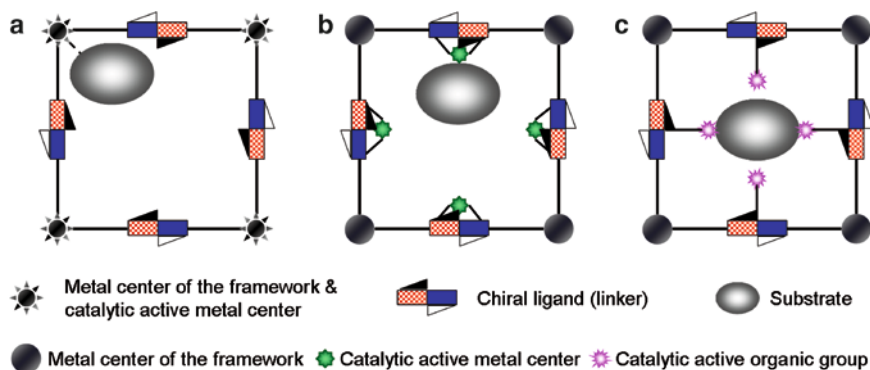 a b c
Metal center of the framework &
catalytic active metal center
Chiral ligand (linker)
Substrate
Metal center of the framework
Catalytic active metal center
Catalytic active organic group